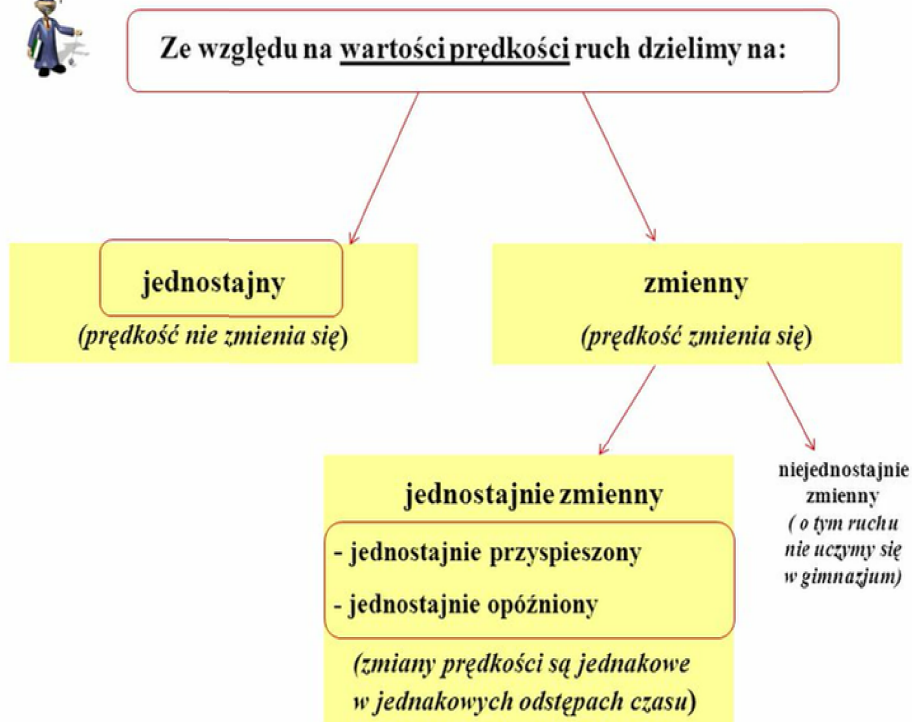 Ze względu na wartości prędkości ruch dzielimy na:
jednostajny
(prędkość nie zmienia się)
zmienny
(prędkość zmienia się)
jednostajnie zmienny
- jednostajnie przyspieszony
- jednostajnie opóźniony
(zmiany prędkości są jednakowe
w jednakowych odstępach czasu)
niejednostajnie
zmienny
( o tym ruchu
nie uczymy się
w gimnazjum)